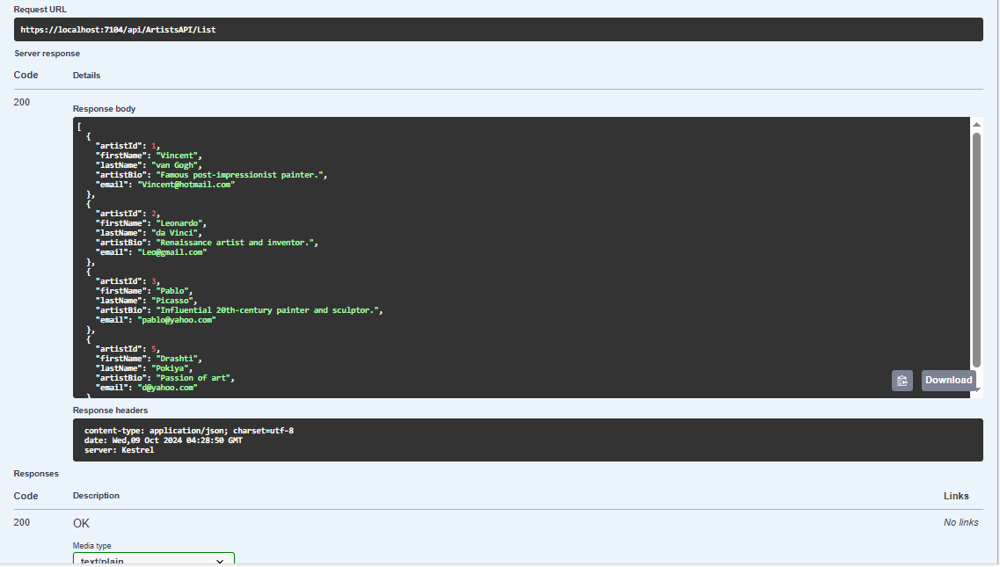 Request URL
https://localhost:7104/api/ArtistsAPI/List
Server response
Code Details
200
Response body
[
  {
    "artistId": 1,
    "firstName": "Vincent",
    "lastName": "van Gogh",
    "artistBio": "Famous post-impressionist painter.",
    "email": "Vincent@hotmail.com"
  },
  {
    "artistId": 2,
    "firstName": "Leonardo",
    "lastName": "da Vinci",
    "artistBio": "Renaissance artist and inventor.",
    "email": "Leo@gmail.com"
  },
  {
    "artistId": 3,
    "firstName": "Pablo",
    "lastName": "Picasso",
    "artistBio": "Influential 20th-century painter and sculptor.",
    "email": "pablo@yahoo.com"
  },
  {
    "artistId": 5,
    "firstName": "Drashti",
    "lastName": "Pokiya",
    "artistBio": "Passion of art",
    "email": "d@yahoo.com"
  }
Download
Response headers
content-type: application/json; charset=utf-8
date: Wed,09 Oct 2024 04:28:50 GMT
server: Kestrel
Responses
Code Description Links
200 OK No links
Media type
text/plain